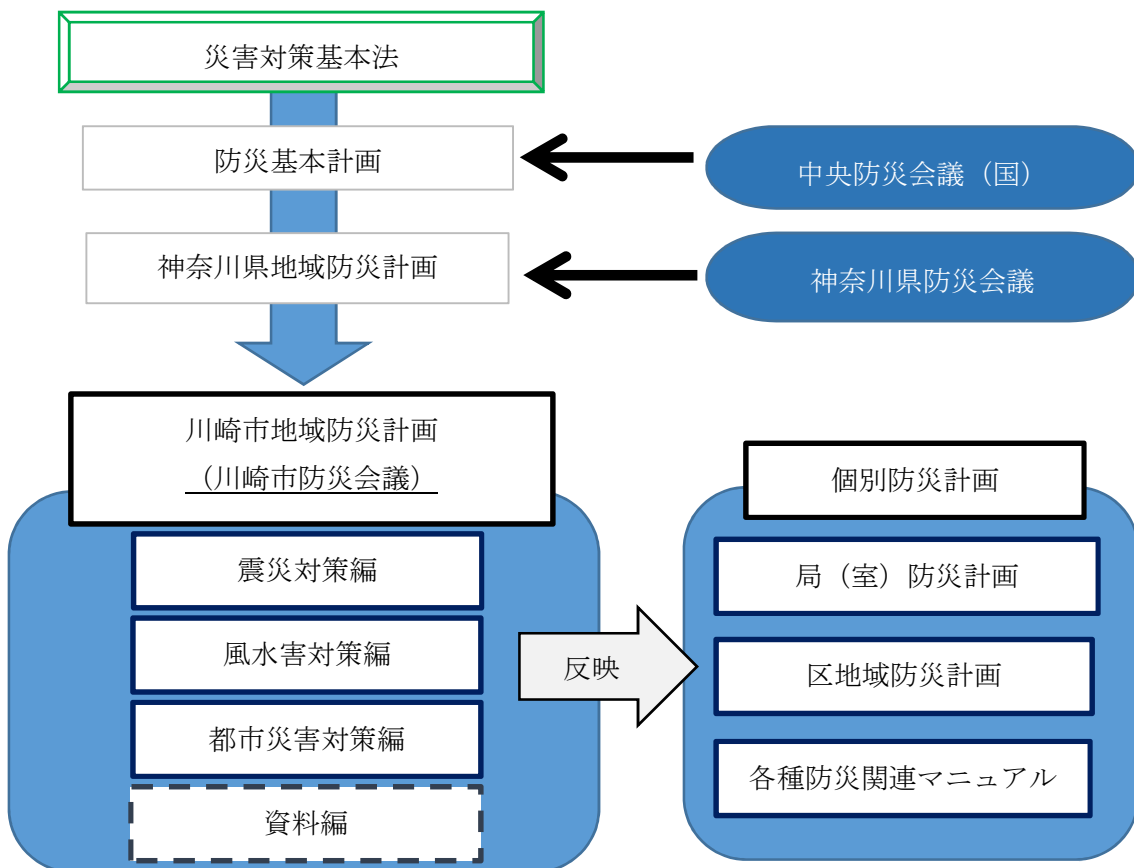 災害対策基本法
防災基本計画
中央防災会議（国）
神奈川県地域防災計画
神奈川県防災会議
川崎市地域防災計画
（川崎市防災会議）
震災対策編
風水害対策編
都市災害対策編
資料編
反映
個別防災計画
局（室）防災計画
区地域防災計画
各種防災関連マニュアル